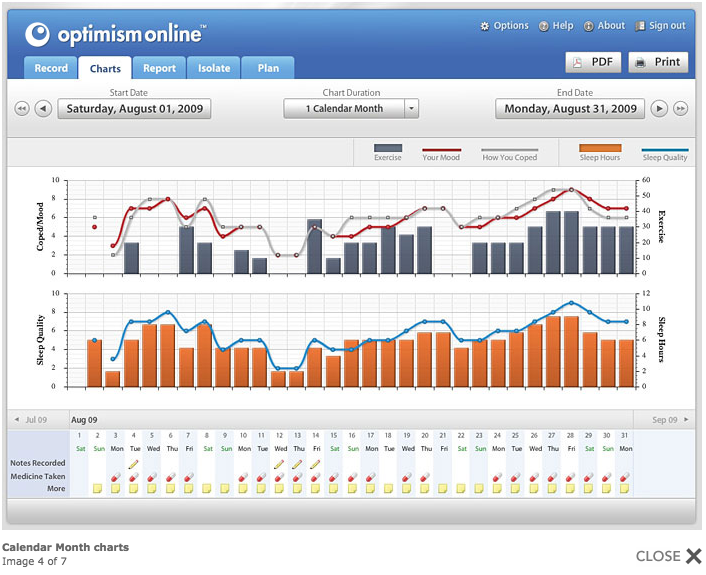 optimismonline™
Options Help About Sign out
Record Charts Report Isolate Plan
PDF Print
Start Date Chart Duration End Date
Saturday, August 01, 2009 1 Calendar Month Monday, August 31, 2009
Exercise Your Mood How You Coped Sleep Hours Sleep Quality
Coped/Mood
10
8
6
4
2
0
60
50
40
30
20
10
0
Exercise
Sleep Quality
10
8
6
4
2
0
12
10
8
6
4
2
0
Sleep Hours
Jul 09 Aug 09 Sep 09
1 2 3 4 5 6 7 8 9 10 11 12 13 14 15 16 17 18 19 20 21 22 23 24 25 26 27 28 29 30 31
Sat Sun Mon Tue Wed Thu Fri Sat Sun Mon Tue Wed Thu Fri Sat Sun Mon Tue Wed Thu Fri Sat Sun Mon Tue Wed Thu Fri Sat Sun Mon
Notes Recorded
Medicine Taken
More
Calendar Month charts
Image 4 of 7
CLOSE